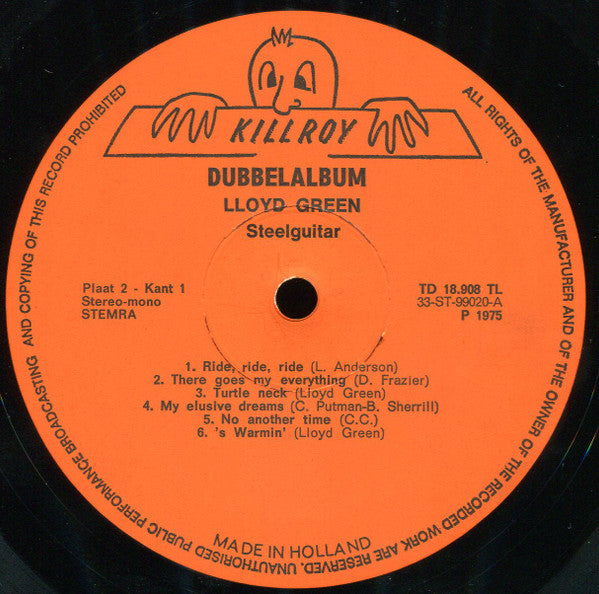 KILLROY
DUBBELALBUM
LLOYD GREEN
Steelguitar
Plaat 2 - Kant 1
Stereo-mono
STEMRA
TD 18.908 TL
33-ST-99020-A
P 1975
1. Ride, ride, ride (L. Anderson)
2. There goes my everything (D. Frazier)
3. Turtle neck (Lloyd Green)
4. My elusive dreams (C. Putman-B. Sherrill)
5. No another time (C.C.)
6. 's Warmin' (Lloyd Green)
MADE IN HOLLAND
ALL RIGHTS OF THE MANUFACTURER AND OF THE OWNER OF THE RECORDED WORK ARE RESERVED. UNAUTHORISED PUBLIC PERFORMANCE BROADCASTING AND COPYING OF THIS RECORD PROHIBITED